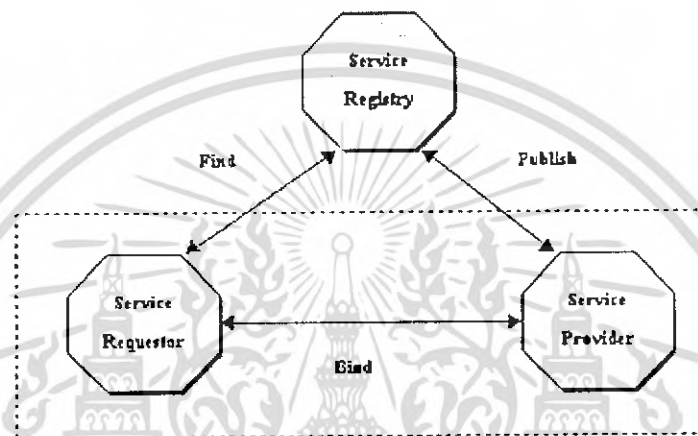 Service
Registry
Find
Publish
Service
Requestor
Service
Provider
Bind